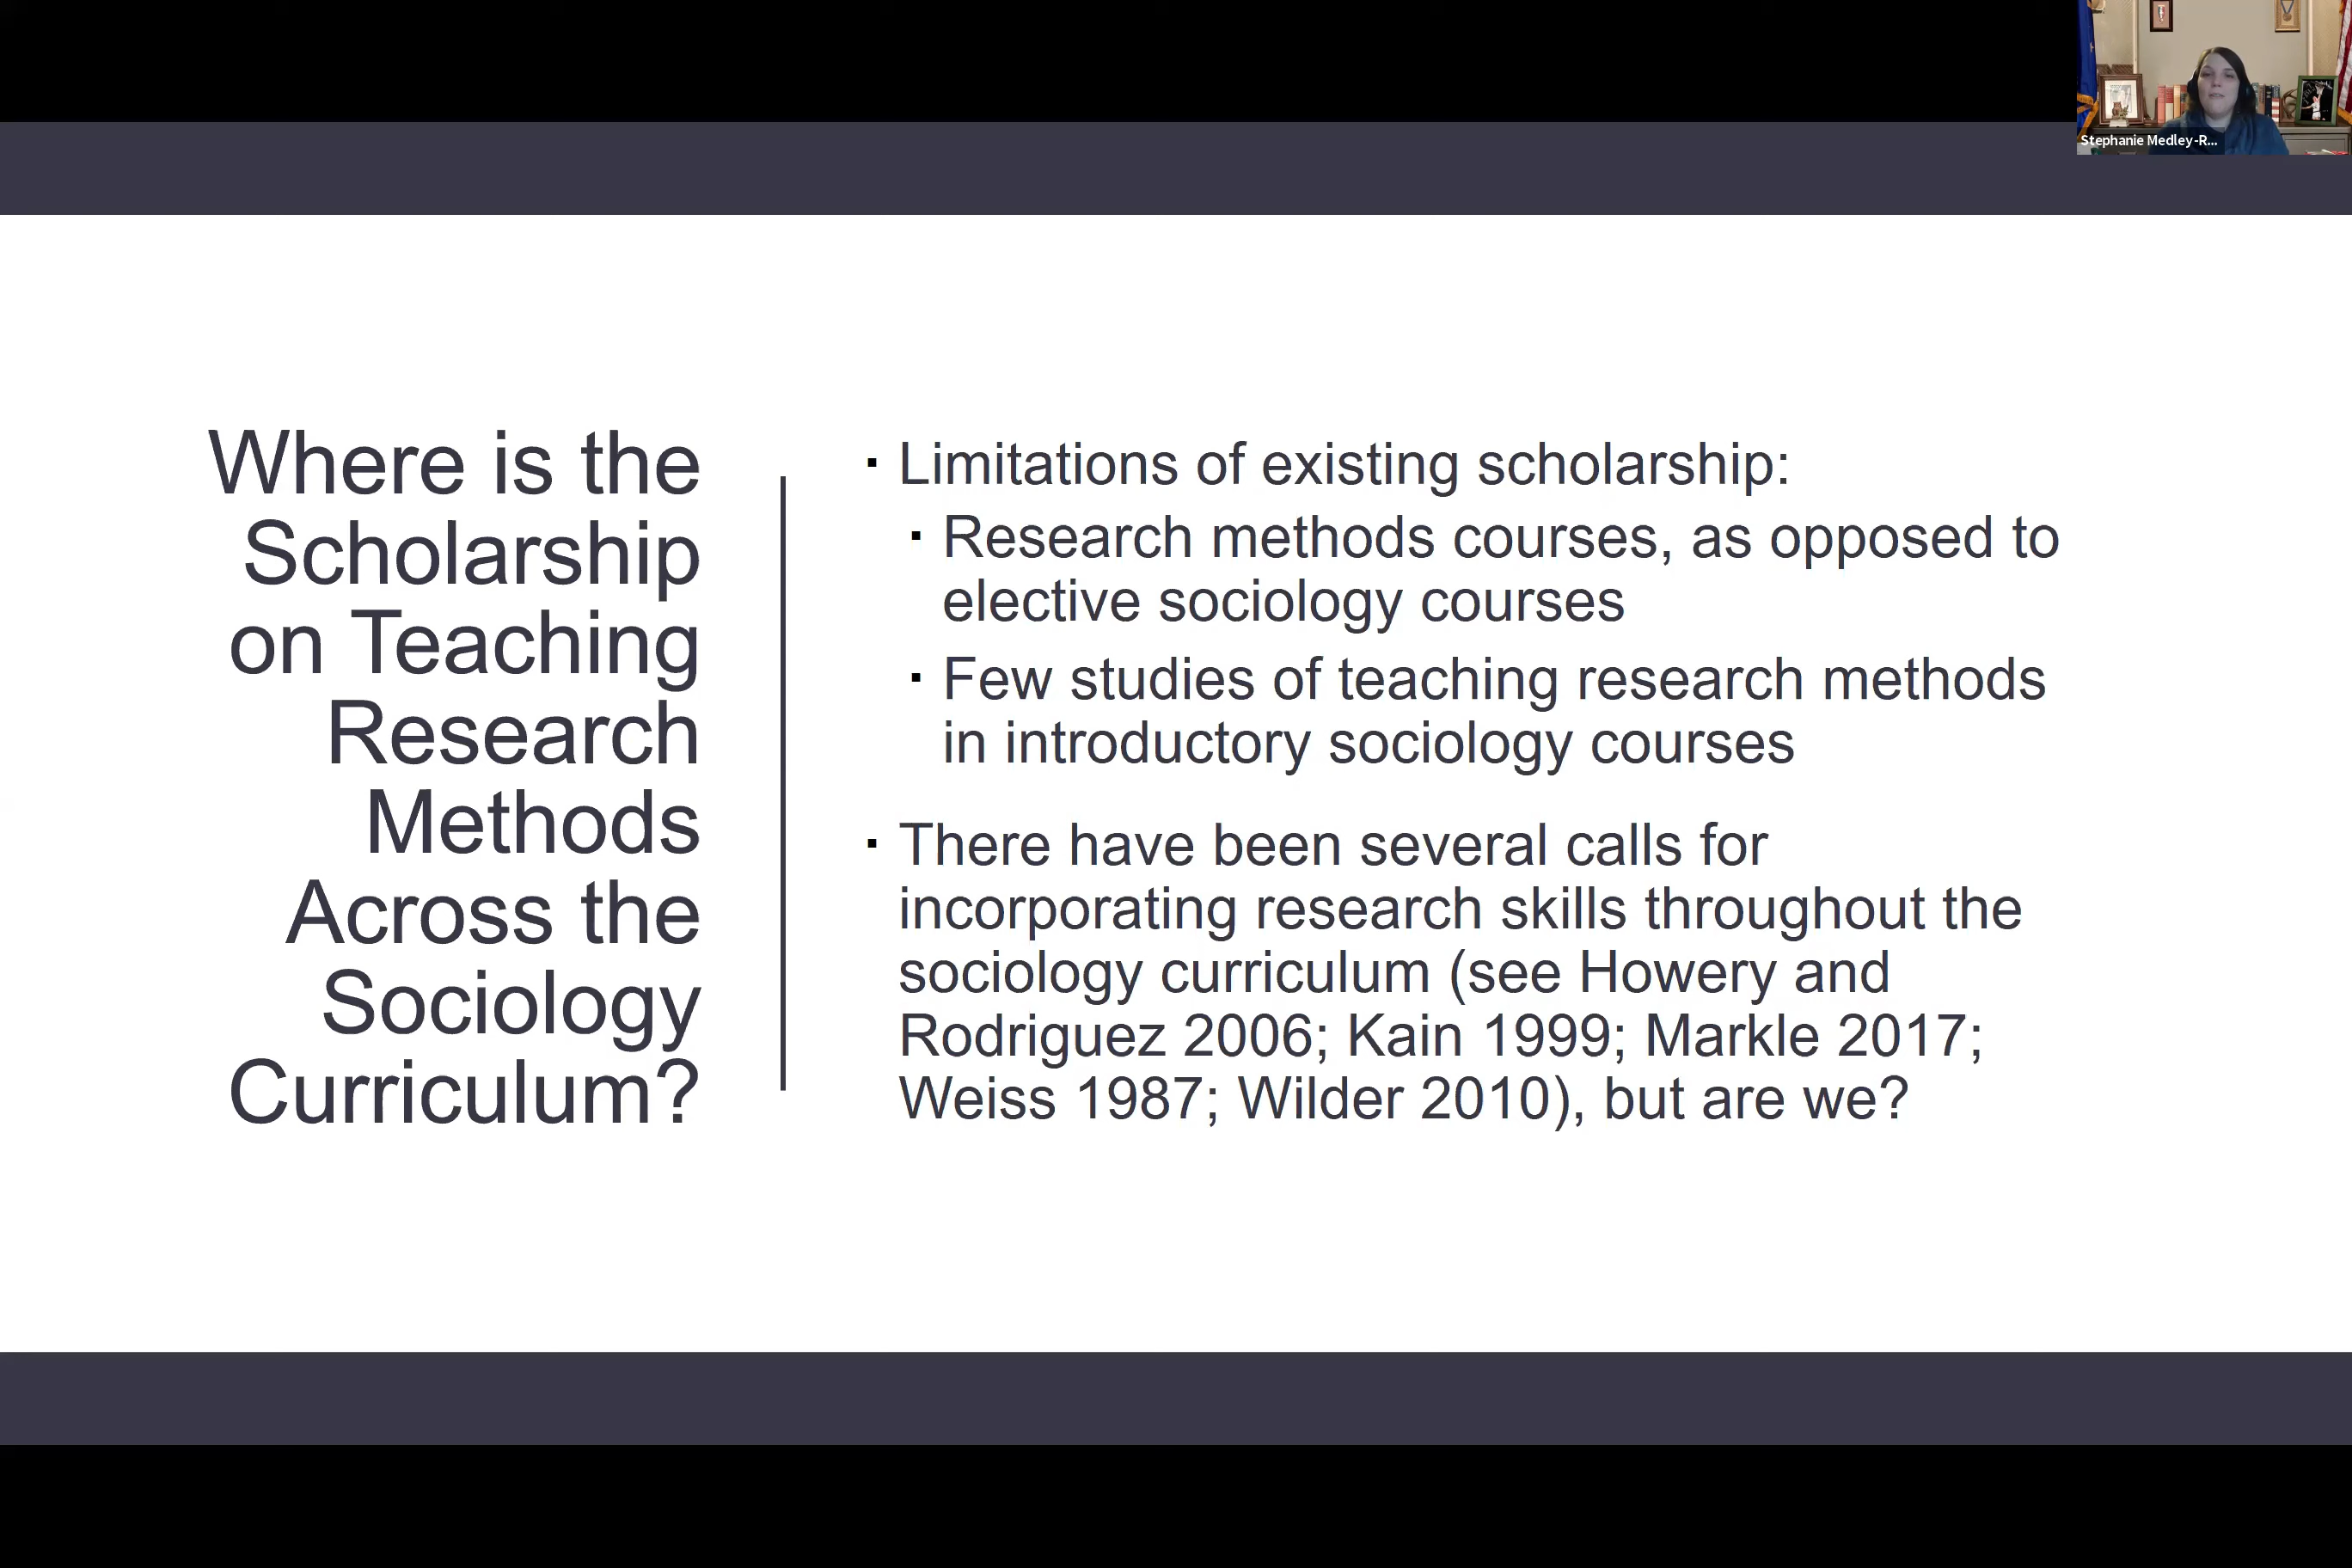 Stephanie Medley-R...
Where is the
Scholarship
on Teaching
Research
Methods
Across the
Sociology
Curriculum?
▪ Limitations of existing scholarship:
▪ Research methods courses, as opposed to
elective sociology courses
▪ Few studies of teaching research methods
in introductory sociology courses
▪ There have been several calls for
incorporating research skills throughout the
sociology curriculum (see Howery and
Rodriguez 2006; Kain 1999; Markle 2017;
Weiss 1987; Wilder 2010), but are we?